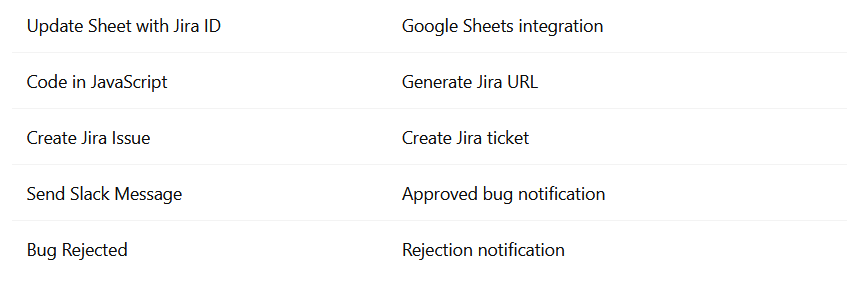 Update Sheet with Jira ID Google Sheets integration
Code in JavaScript Generate Jira URL
Create Jira Issue Create Jira ticket
Send Slack Message Approved bug notification
Bug Rejected Rejection notification